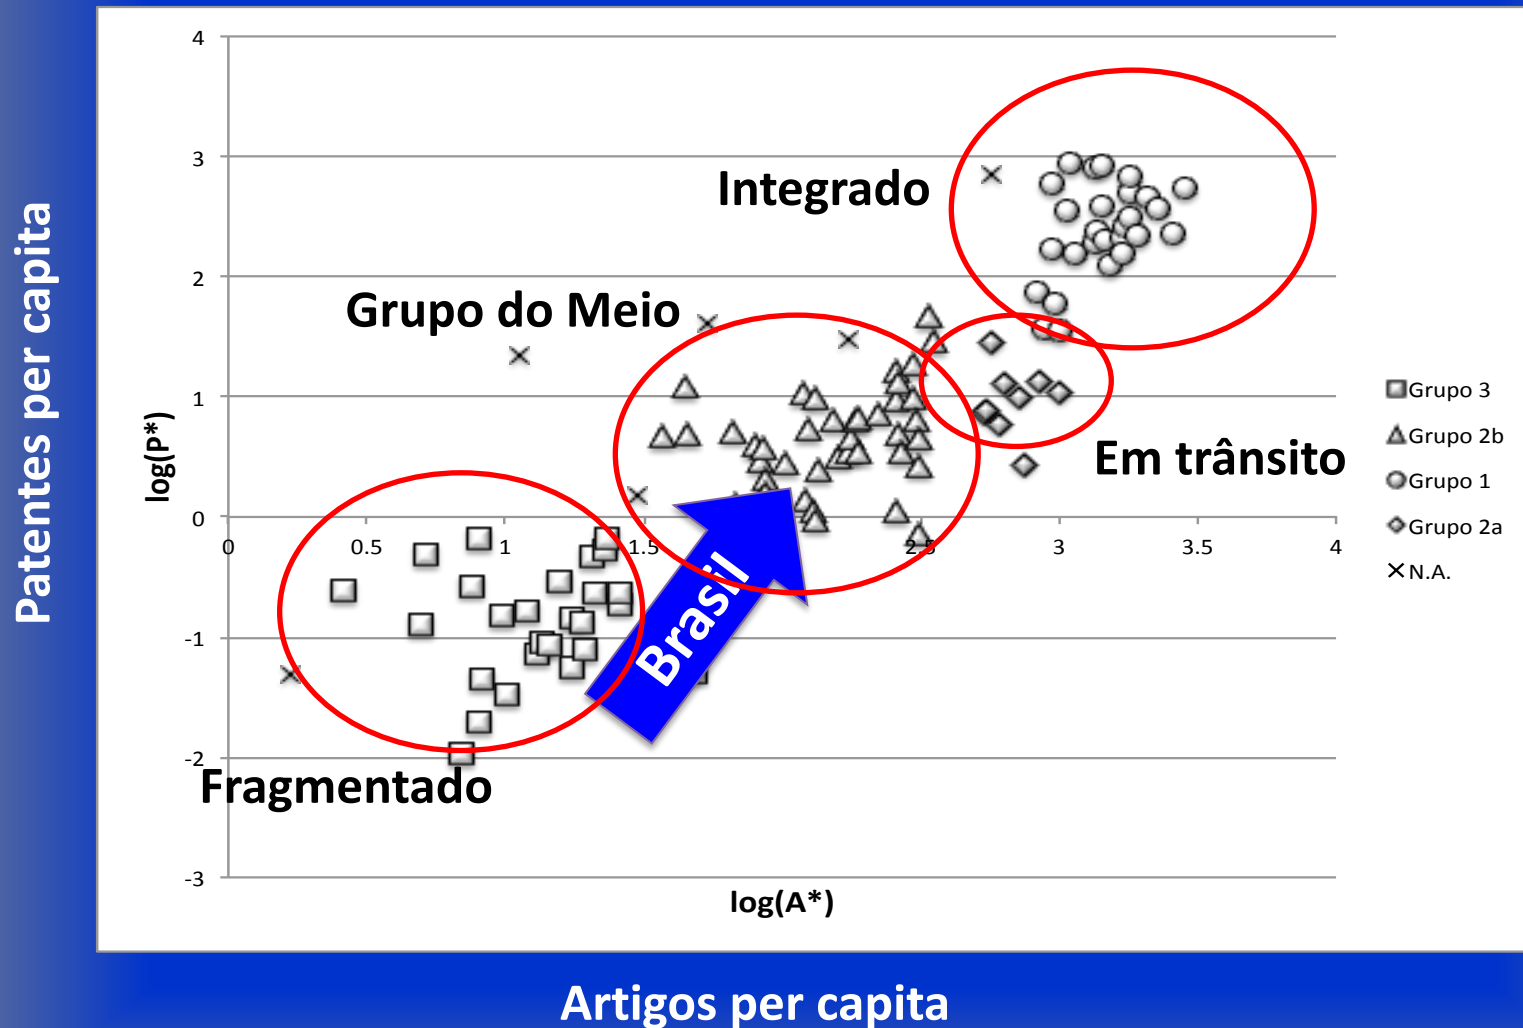 Patentes per capita
4
3
2
1
0
-1
-2
-3
log(P*)
0
0.5
1
1.5
2.5
3
3.5
4
log(A*)
Integrado
Grupo do Meio
Em trânsito
Fragmentado
Brasil
Grupo 3
Grupo 2b
Grupo 1
Grupo 2a
N.A.
Artigos per capita